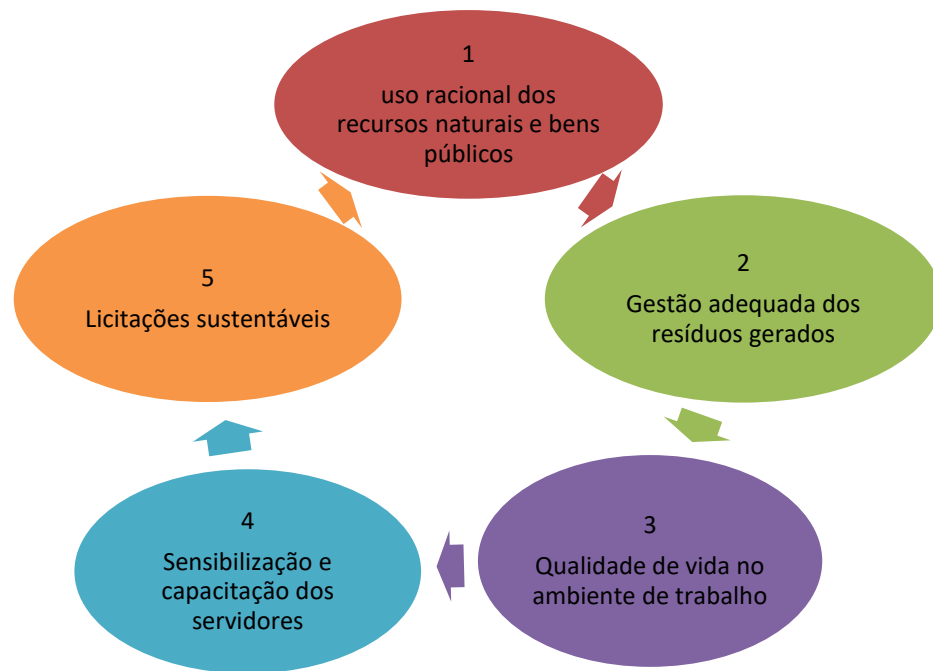 1
uso racional dos
recursos naturais e bens
públicos
2
Gestão adequada dos
resíduos gerados
3
Qualidade de vida no
ambiente de trabalho
4
Sensibilização e
capacitação dos
servidores
5
Licitações sustentáveis